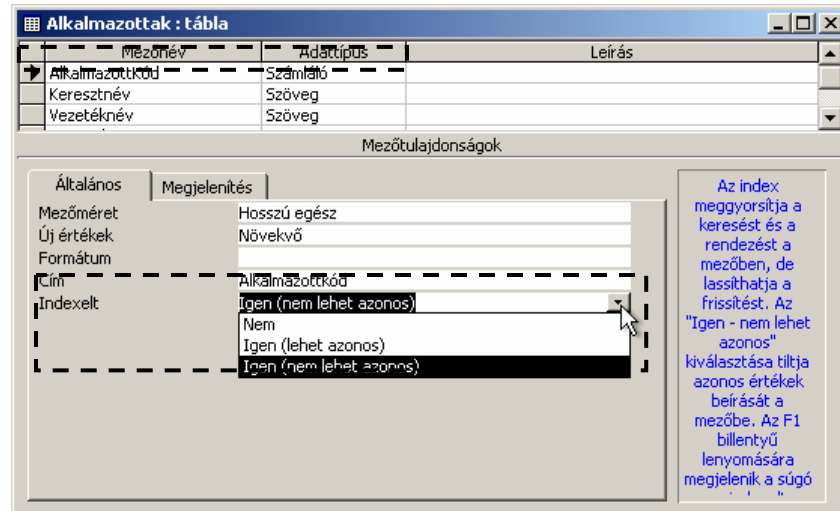 Alkalmazottak : tábla
Mezőnév Adattípus Leírás
AlkalmazottKód Számláló
Keresztnév Szöveg
Vezetéknév Szöveg
Mezőtulajdonságok
Általános Megjelenítés
Mezőméret Hosszú egész
Új értékek Növekvő
Formátum
Cím Alkalmazottkód
Indexelt Igen (nem lehet azonos)
Nem
Igen (lehet azonos)
Igen (nem lehet azonos)
Az index
meggyorsítja a
keresést és a
rendezést a
mezőben, de
lassíthatja a
frissítést. Az
"Igen - nem lehet
azonos"
kiválasztása tiltja
azonos értékek
beírását a
mezőbe. Az F1
billentyű
lenyomására
megjelenik a súgó